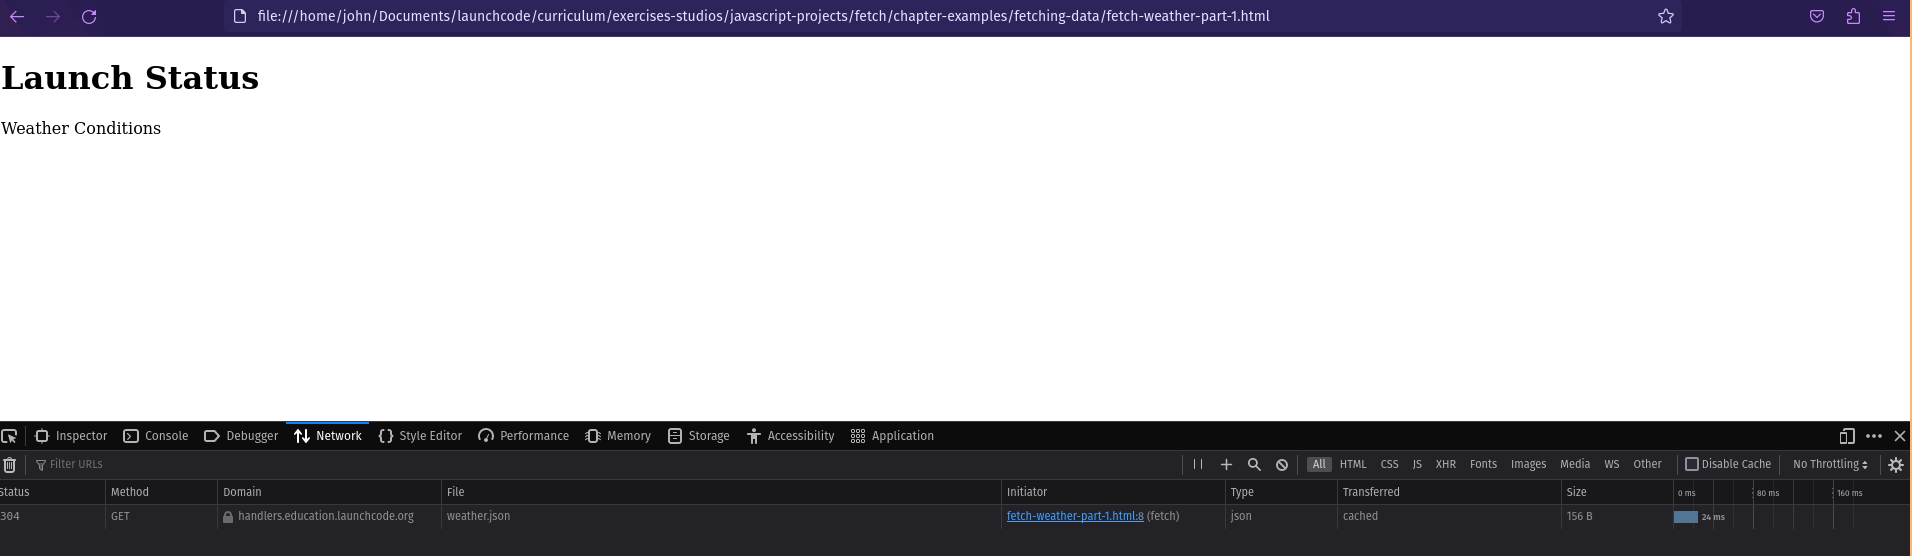 file:///home/john/Documents/launchcode/curriculum/exercises-studios/javascript-projects/fetch/chapter-examples/fetching-data/fetch-weather-part-1.html
Launch Status
Weather Conditions
Inspector Console Debugger Network Style Editor Performance Memory Storage Accessibility Application
Filter URLs All HTML CSS JS XHR Fonts Images Media WS Other Disable Cache No Throttling
Status Method Domain File Initiator Type Transferred Size 0 ms 80 ms 160 ms
304 GET handlers.education.launchcode.org weather.json fetch-weather-part-1.html:8 (fetch) json cached 156 B 24 ms